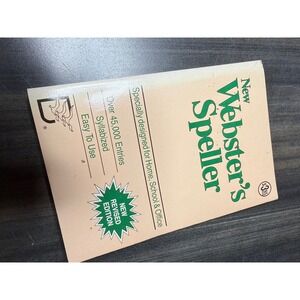 New
Webster's
Speller
Specially designed for Home, School & Office
Over 45,000 Entries
Syllabized
Easy To Use
NEW
REVISED
EDITION